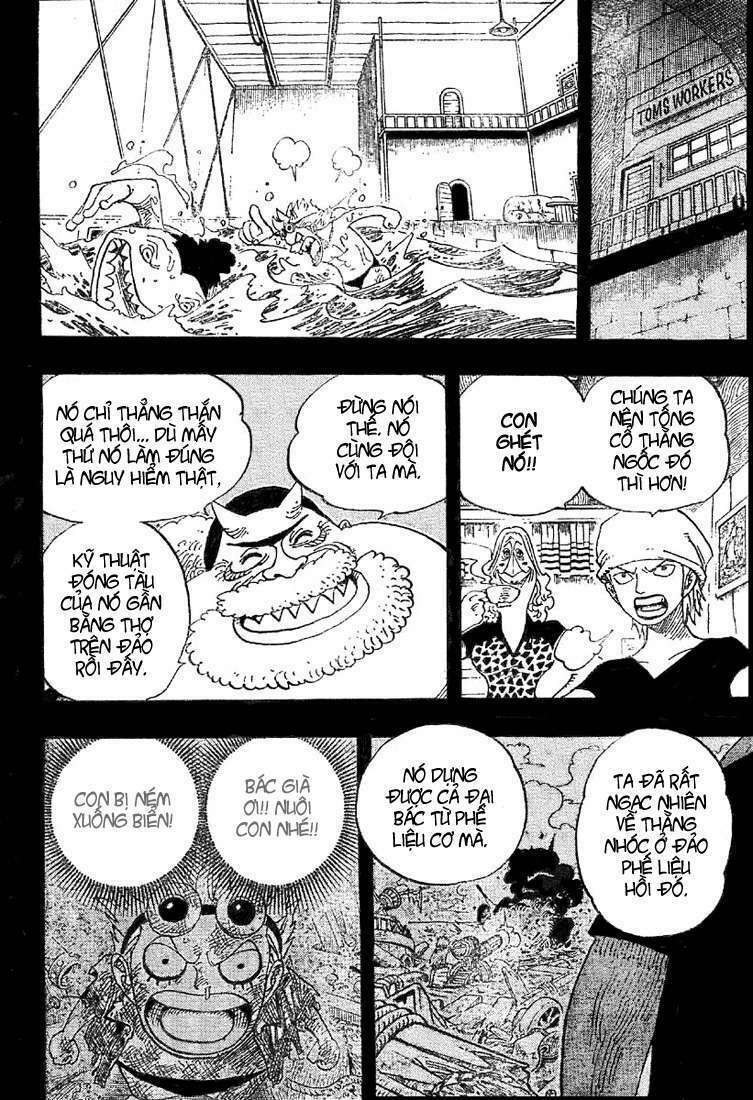 TOMS WORKERS
CHÚNG TA
NÊN TỐNG
CỔ THẰNG
NGỐC ĐÓ
THÌ HƠN!
CON
GHÉT
NÓ!!
ĐỪNG NÓI
THẾ. NÓ
CŨNG ĐỘI
VỚI TA MÀ.
NÓ CHỈ THẲNG THẮN
QUÁ THÔI... DÙ MẤY
THỨ NÓ LÀM ĐÚNG
LÀ NGUY HIỂM THẬT,
KỸ THUẬT
ĐÓNG TÀU
CỦA NÓ GẦN
BẰNG THỢ
TRÊN ĐẢO
RỒI ĐẤY.
TA ĐÃ RẤT
NGẠC NHIÊN
VỀ THẰNG
NHÓC Ở ĐẢO
PHẾ LIỆU
HỒI ĐÓ.
NÓ DỰNG
ĐƯỢC CẢ ĐẠI
BÁC TỪ PHẾ
LIỆU CƠ MÀ.
BÁC GIÀ
ƠI!! NUÔI
CON NHÉ!!
CON BỊ NÉM
XUỐNG BIỂN!